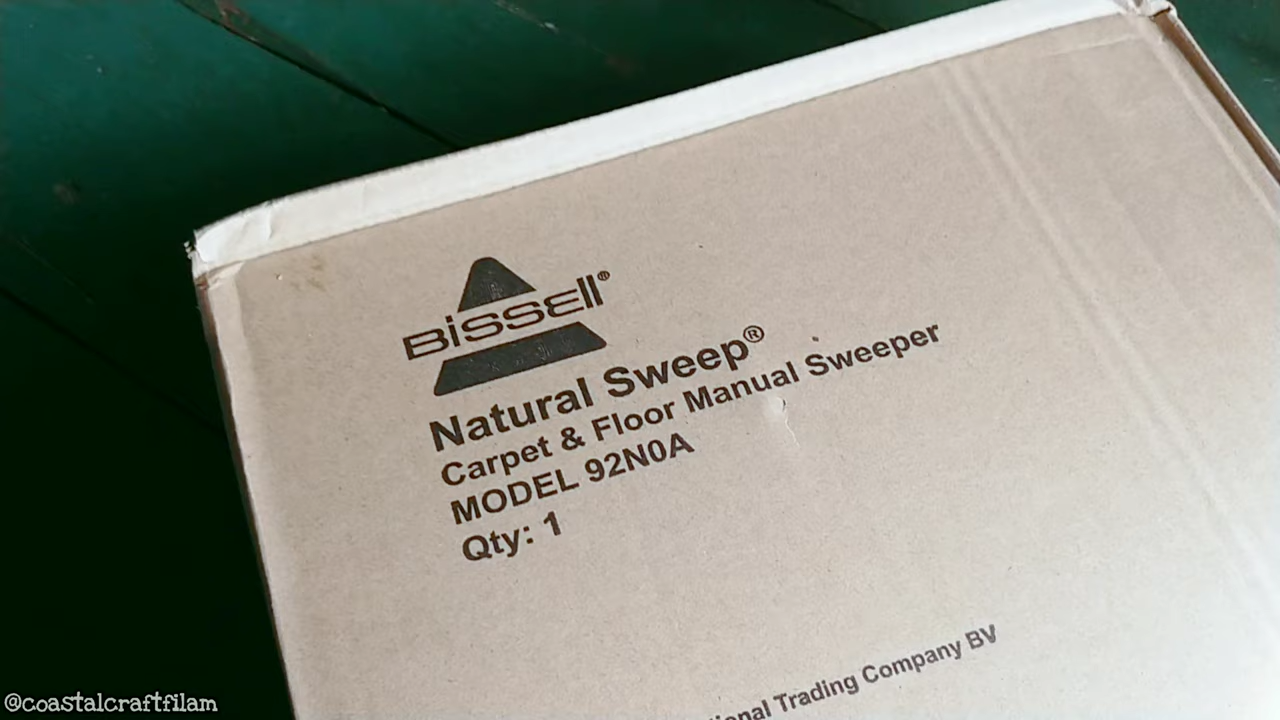 BISSELL®
Natural Sweep®
Carpet & Floor Manual Sweeper
MODEL 92N0A
Qty: 1
Trading Company BV
@coastalcraftfilam